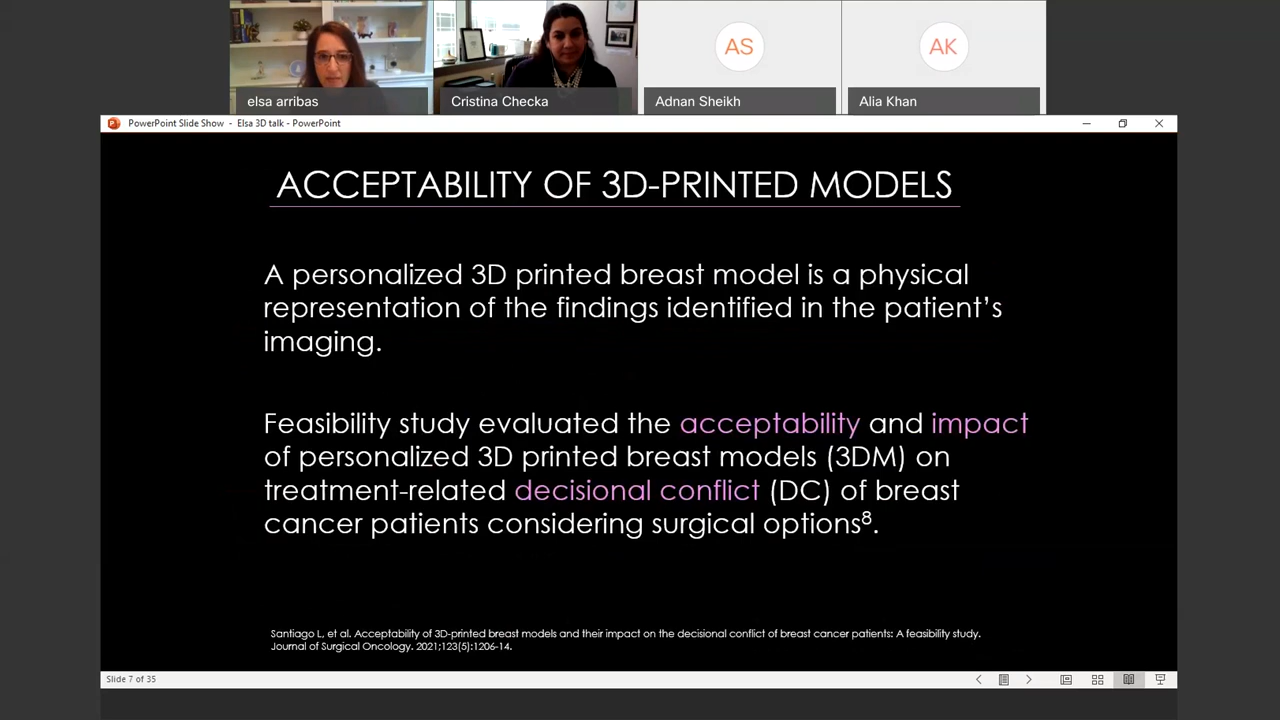 AS
AK
elsa arribas
Cristina Checka
Adnan Sheikh
Alia Khan
PowerPoint Slide Show - Elsa 3D talk - PowerPoint
ACCEPTABILITY OF 3D-PRINTED MODELS
A personalized 3D printed breast model is a physical
representation of the findings identified in the patient’s
imaging.
Feasibility study evaluated the acceptability and impact
of personalized 3D printed breast models (3DM) on
treatment-related decisional conflict (DC) of breast
cancer patients considering surgical options⁸.
Santiago L, et al. Acceptability of 3D-printed breast models and their impact on the decisional conflict of breast cancer patients: A feasibility study.
Journal of Surgical Oncology. 2021;123(5):1206-14.
Slide 7 of 35